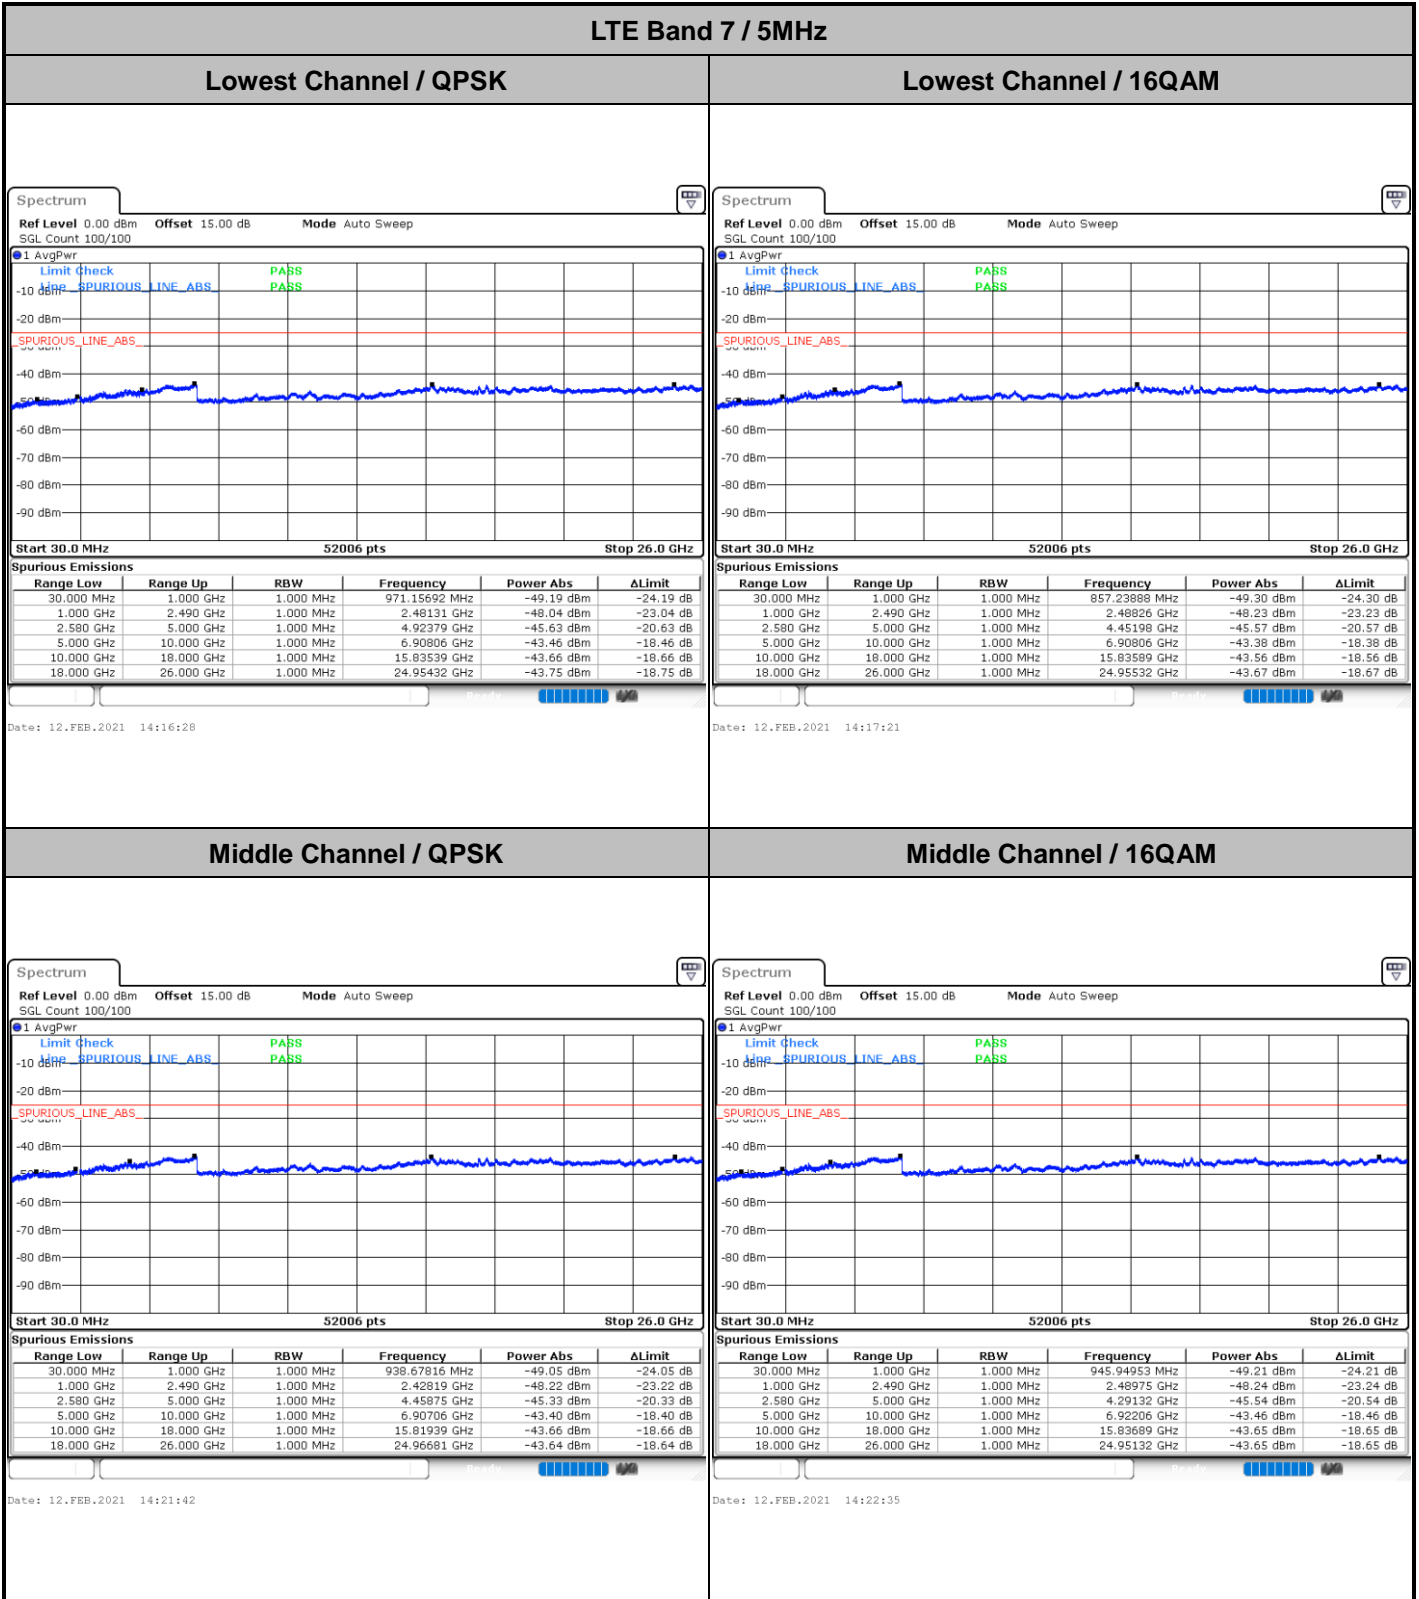 LTE Band 7 / 5MHz
Lowest Channel / QPSK
Lowest Channel / 16QAM
Spectrum
Ref Level 0.00 dBm Offset 15.00 dB Mode Auto Sweep
SGL Count 100/100
1 AvgPwr
Limit Check PASS
Line _SPURIOUS_LINE_ABS_ PASS
-10 dBm
-20 dBm
_SPURIOUS_LINE_ABS_
-30 dBm
-40 dBm
-50 dBm
-60 dBm
-70 dBm
-80 dBm
-90 dBm
Start 30.0 MHz 52006 pts Stop 26.0 GHz
Spurious Emissions
Range Low Range Up RBW Frequency Power Abs ΔLimit
30.000 MHz 1.000 GHz 1.000 MHz 971.15692 MHz -49.19 dBm -24.19 dB
1.000 GHz 2.490 GHz 1.000 MHz 2.48131 GHz -48.04 dBm -23.04 dB
2.580 GHz 5.000 GHz 1.000 MHz 4.92379 GHz -45.63 dBm -20.63 dB
5.000 GHz 10.000 GHz 1.000 MHz 6.90806 GHz -43.46 dBm -18.46 dB
10.000 GHz 18.000 GHz 1.000 MHz 15.83539 GHz -43.66 dBm -18.66 dB
18.000 GHz 26.000 GHz 1.000 MHz 24.95432 GHz -43.75 dBm -18.75 dB
Ready
Date: 12.FEB.2021 14:16:28
Spectrum
Ref Level 0.00 dBm Offset 15.00 dB Mode Auto Sweep
SGL Count 100/100
1 AvgPwr
Limit Check PASS
Line _SPURIOUS_LINE_ABS_ PASS
-10 dBm
-20 dBm
_SPURIOUS_LINE_ABS_
-30 dBm
-40 dBm
-50 dBm
-60 dBm
-70 dBm
-80 dBm
-90 dBm
Start 30.0 MHz 52006 pts Stop 26.0 GHz
Spurious Emissions
Range Low Range Up RBW Frequency Power Abs ΔLimit
30.000 MHz 1.000 GHz 1.000 MHz 857.23888 MHz -49.30 dBm -24.30 dB
1.000 GHz 2.490 GHz 1.000 MHz 2.48826 GHz -48.23 dBm -23.23 dB
2.580 GHz 5.000 GHz 1.000 MHz 4.45198 GHz -45.57 dBm -20.57 dB
5.000 GHz 10.000 GHz 1.000 MHz 6.90806 GHz -43.38 dBm -18.38 dB
10.000 GHz 18.000 GHz 1.000 MHz 15.83589 GHz -43.56 dBm -18.56 dB
18.000 GHz 26.000 GHz 1.000 MHz 24.95532 GHz -43.67 dBm -18.67 dB
Ready
Date: 12.FEB.2021 14:17:21
Middle Channel / QPSK
Middle Channel / 16QAM
Spectrum
Ref Level 0.00 dBm Offset 15.00 dB Mode Auto Sweep
SGL Count 100/100
1 AvgPwr
Limit Check PASS
Line _SPURIOUS_LINE_ABS_ PASS
-10 dBm
-20 dBm
_SPURIOUS_LINE_ABS_
-30 dBm
-40 dBm
-50 dBm
-60 dBm
-70 dBm
-80 dBm
-90 dBm
Start 30.0 MHz 52006 pts Stop 26.0 GHz
Spurious Emissions
Range Low Range Up RBW Frequency Power Abs ΔLimit
30.000 MHz 1.000 GHz 1.000 MHz 938.67816 MHz -49.05 dBm -24.05 dB
1.000 GHz 2.490 GHz 1.000 MHz 2.42819 GHz -48.22 dBm -23.22 dB
2.580 GHz 5.000 GHz 1.000 MHz 4.45875 GHz -45.33 dBm -20.33 dB
5.000 GHz 10.000 GHz 1.000 MHz 6.90706 GHz -43.40 dBm -18.40 dB
10.000 GHz 18.000 GHz 1.000 MHz 15.81939 GHz -43.66 dBm -18.66 dB
18.000 GHz 26.000 GHz 1.000 MHz 24.96681 GHz -43.64 dBm -18.64 dB
Ready
Date: 12.FEB.2021 14:21:42
Spectrum
Ref Level 0.00 dBm Offset 15.00 dB Mode Auto Sweep
SGL Count 100/100
1 AvgPwr
Limit Check PASS
Line _SPURIOUS_LINE_ABS_ PASS
-10 dBm
-20 dBm
_SPURIOUS_LINE_ABS_
-30 dBm
-40 dBm
-50 dBm
-60 dBm
-70 dBm
-80 dBm
-90 dBm
Start 30.0 MHz 52006 pts Stop 26.0 GHz
Spurious Emissions
Range Low Range Up RBW Frequency Power Abs ΔLimit
30.000 MHz 1.000 GHz 1.000 MHz 945.94953 MHz -49.21 dBm -24.21 dB
1.000 GHz 2.490 GHz 1.000 MHz 2.48975 GHz -48.24 dBm -23.24 dB
2.580 GHz 5.000 GHz 1.000 MHz 4.29132 GHz -45.54 dBm -20.54 dB
5.000 GHz 10.000 GHz 1.000 MHz 6.92206 GHz -43.46 dBm -18.46 dB
10.000 GHz 18.000 GHz 1.000 MHz 15.83689 GHz -43.65 dBm -18.65 dB
18.000 GHz 26.000 GHz 1.000 MHz 24.95132 GHz -43.65 dBm -18.65 dB
Ready
Date: 12.FEB.2021 14:22:35